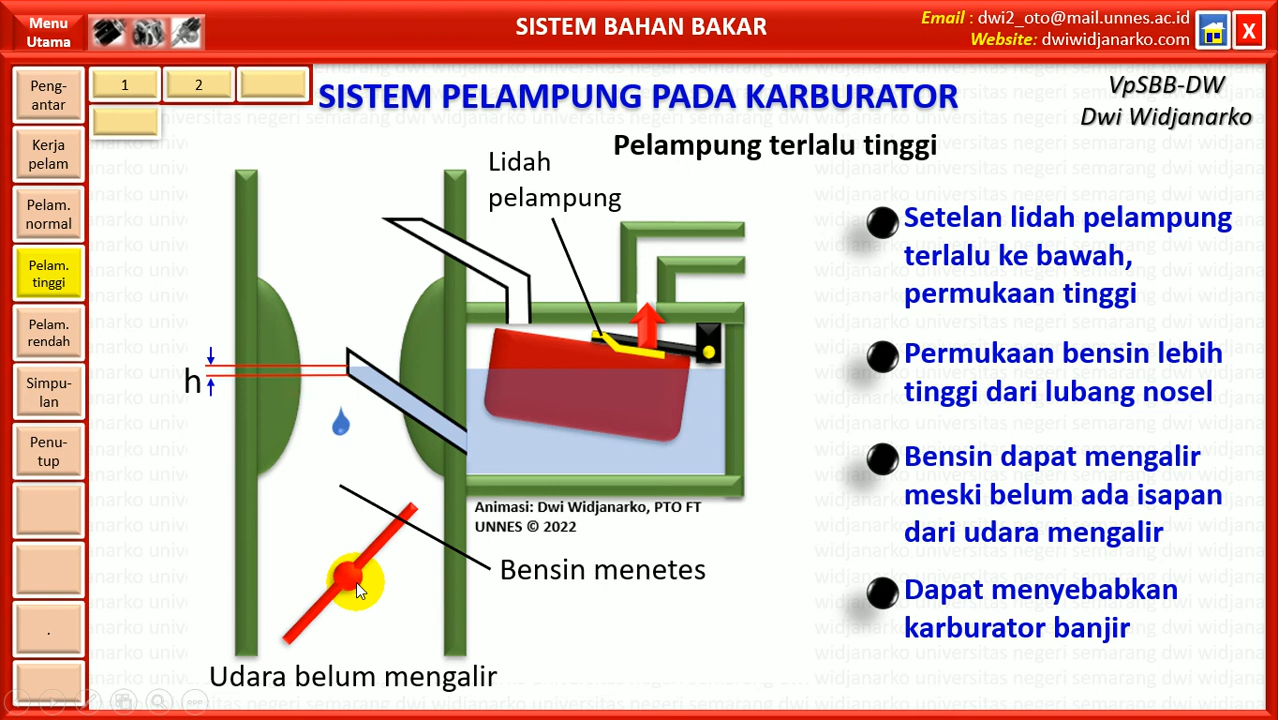 Menu
Utama
SISTEM BAHAN BAKAR
Email : dwi2_oto@mail.unnes.ac.id
Website: dwiwidjanarko.com
X
Peng-
antar
Kerja
pelam
Pelam.
normal
Pelam.
tinggi
Pelam.
rendah
Simpu-
lan
Penu-
tup
.
1
2
SISTEM PELAMPUNG PADA KARBURATOR
VpSBB-DW
Dwi Widjanarko
Pelampung terlalu tinggi
Lidah
pelampung
h
Animasi: Dwi Widjanarko, PTO FT
UNNES © 2022
Bensin menetes
Udara belum mengalir
Setelan lidah pelampung
terlalu ke bawah,
permukaan tinggi
Permukaan bensin lebih
tinggi dari lubang nosel
Bensin dapat mengalir
meski belum ada isapan
dari udara mengalir
Dapat menyebabkan
karburator banjir